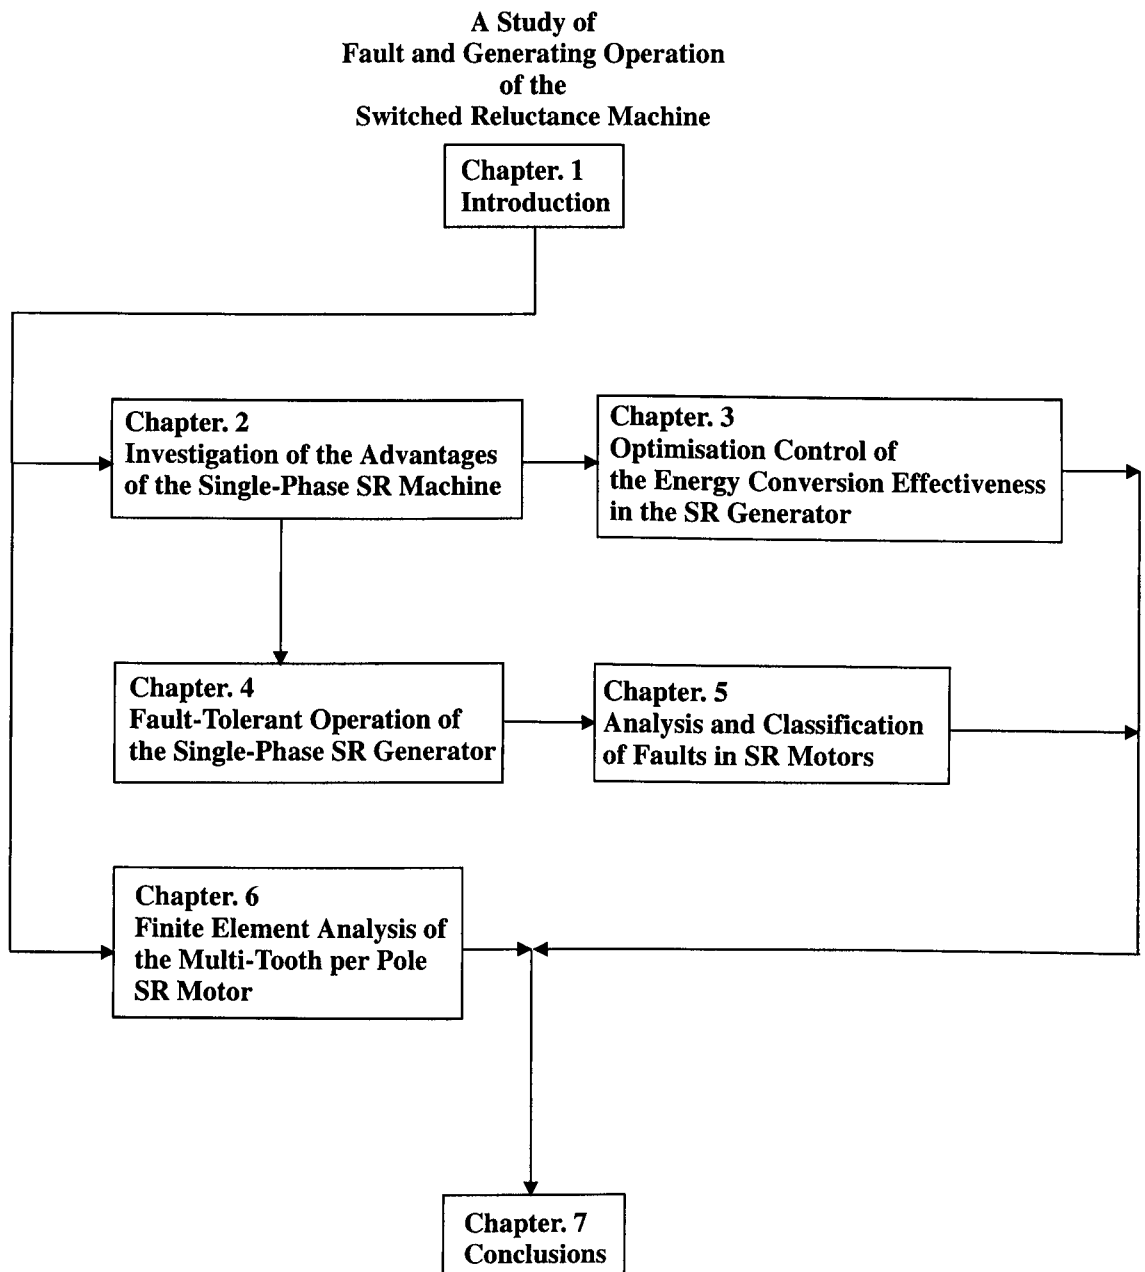 A Study of
Fault and Generating Operation
of the
Switched Reluctance Machine
Chapter. 1
Introduction
Chapter. 2
Investigation of the Advantages
of the Single-Phase SR Machine
Chapter. 3
Optimisation Control of
the Energy Conversion Effectiveness
in the SR Generator
Chapter. 4
Fault-Tolerant Operation of
the Single-Phase SR Generator
Chapter. 5
Analysis and Classification
of Faults in SR Motors
Chapter. 6
Finite Element Analysis of
the Multi-Tooth per Pole
SR Motor
Chapter. 7
Conclusions